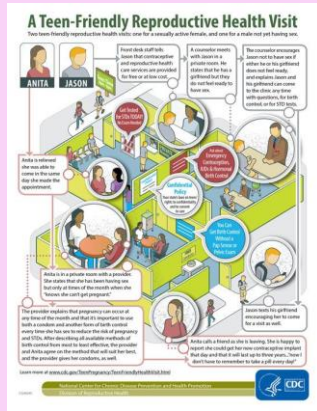 A Teen-Friendly Reproductive Health Visit
Two teen-friendly reproductive health visits: one for a sexually active female, and one for a male not yet having sex.
ANITA
JASON
Front desk staff tells
Jason that contraception
and reproductive health
care services are provided
for free or at low cost.
A counselor meets
with Jason in a
private room. He
states that he has a
girlfriend but they
do not feel ready to
have sex.
The counselor encourages
Jason not to have sex if
either he or his girlfriend
does not feel ready,
and explains Jason and
his girlfriend can come
to the clinic any time
with questions, for birth
control, or for STD tests.
Get Tested
for STDs TODAY!
Emergency
Contraception,
IUDs & Hormonal
Birth Control
Anita is relieved
she was able to
come in the same
day she made the
appointment.
Confidential
Policy
You Can
Get Birth Control
Without a
Pap Smear or
Pelvic Exam
Anita is in a private room with a provider.
She states that she has been having sex
but only at times of the month when she
"knows she can't get pregnant."
Jason texts his girlfriend
encouraging her to come
for a visit as well.
The provider explains that pregnancy can occur at
any time of the month and that it's important to use
both a condom and another form of birth control
every time she has sex to reduce the risk of pregnancy
and STDs. After describing all available methods of
birth control from most to least effective, the provider
and Anita agree on the method that will suit her best,
and the provider gives her condoms, as well.
Anita calls a friend as she is leaving. She is happy to
report she could get her new contraceptive implant
that day and that it will last up to three years..."now I
don't have to remember to take a pill every day!"
Learn more at www.cdc.gov/TeenPregnancy/TeenFriendlyHealthVisit.html
National Center for Chronic Disease Prevention and Health Promotion
Division of Reproductive Health
CDC